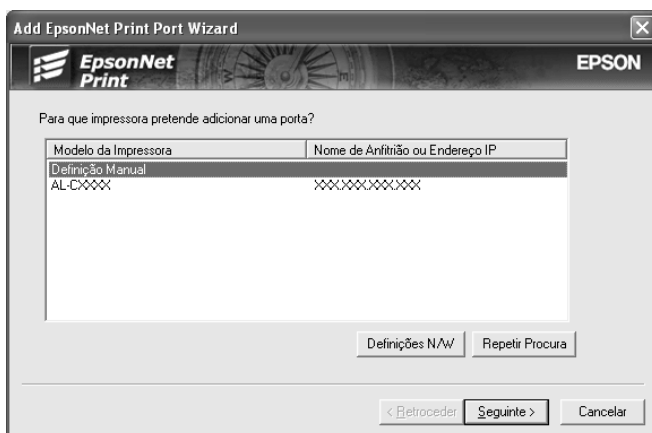 Add EpsonNet Print Port Wizard
EpsonNet
Print
EPSON
Para que impressora pretende adicionar uma porta?
Modelo da Impressora Nome de Anfitrião ou Endereço IP
Definição Manual
AL-CXXXX XXX.XXX.XXX.XXX
Definições N/W Repetir Procura
< Retroceder Seguinte > Cancelar